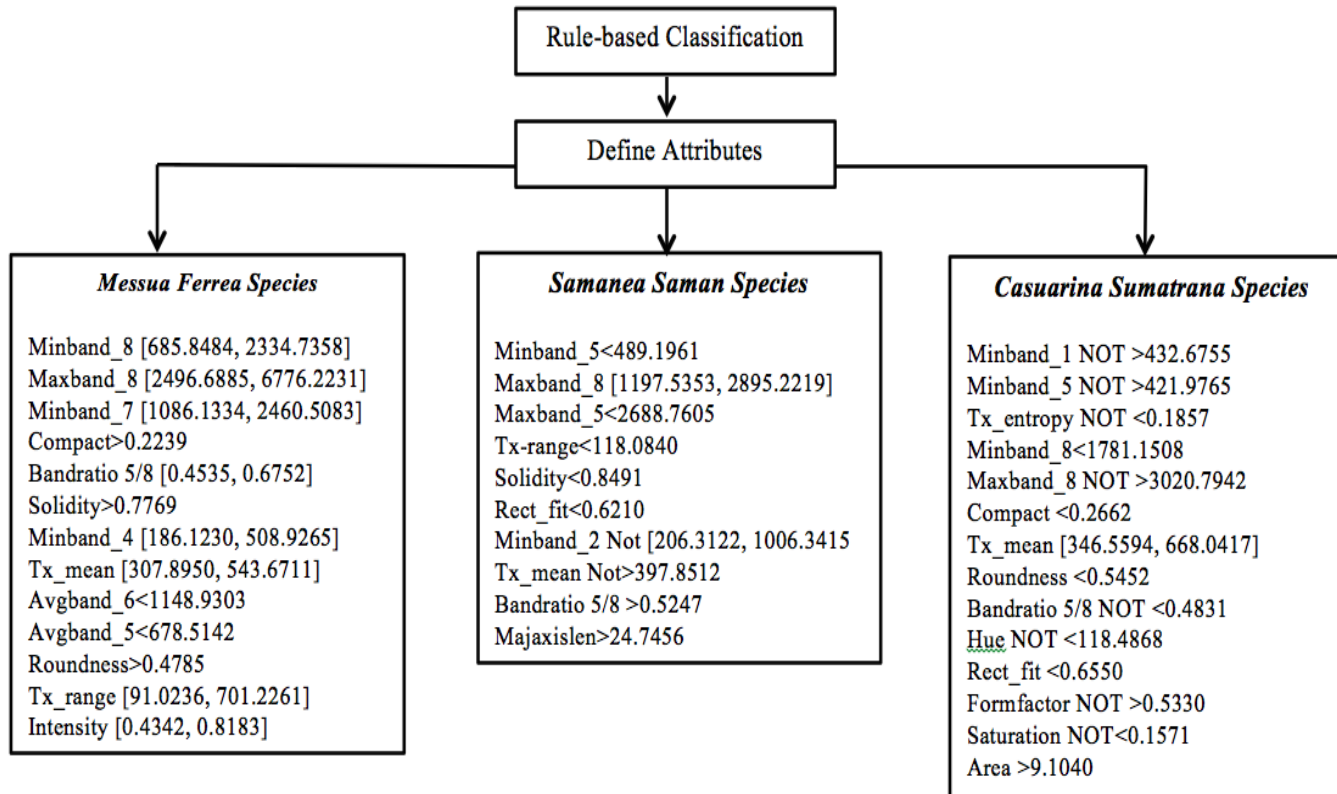 Rule-based Classification
Define Attributes
Messua Ferrea Species
Minband_8 [685.8484, 2334.7358]
Maxband_8 [2496.6885, 6776.2231]
Minband_7 [1086.1334, 2460.5083]
Compact>0.2239
Bandratio 5/8 [0.4535, 0.6752]
Solidity>0.7769
Minband_4 [186.1230, 508.9265]
Tx_mean [307.8950, 543.6711]
Avgband_6<1148.9303
Avgband_5<678.5142
Roundness>0.4785
Tx_range [91.0236, 701.2261]
Intensity [0.4342, 0.8183]
Samanea Saman Species
Minband_5<489.1961
Maxband_8 [1197.5353, 2895.2219]
Maxband_5<2688.7605
Tx-range<118.0840
Solidity<0.8491
Rect_fit<0.6210
Minband_2 Not [206.3122, 1006.3415
Tx_mean Not>397.8512
Bandratio 5/8 >0.5247
Majaxislen>24.7456
Casuarina Sumatrana Species
Minband_1 NOT >432.6755
Minband_5 NOT >421.9765
Tx_entropy NOT <0.1857
Minband_8<1781.1508
Maxband_8 NOT >3020.7942
Compact <0.2662
Tx_mean [346.5594, 668.0417]
Roundness <0.5452
Bandratio 5/8 NOT <0.4831
Hue NOT <118.4868
Rect_fit <0.6550
Formfactor NOT >0.5330
Saturation NOT<0.1571
Area >9.1040